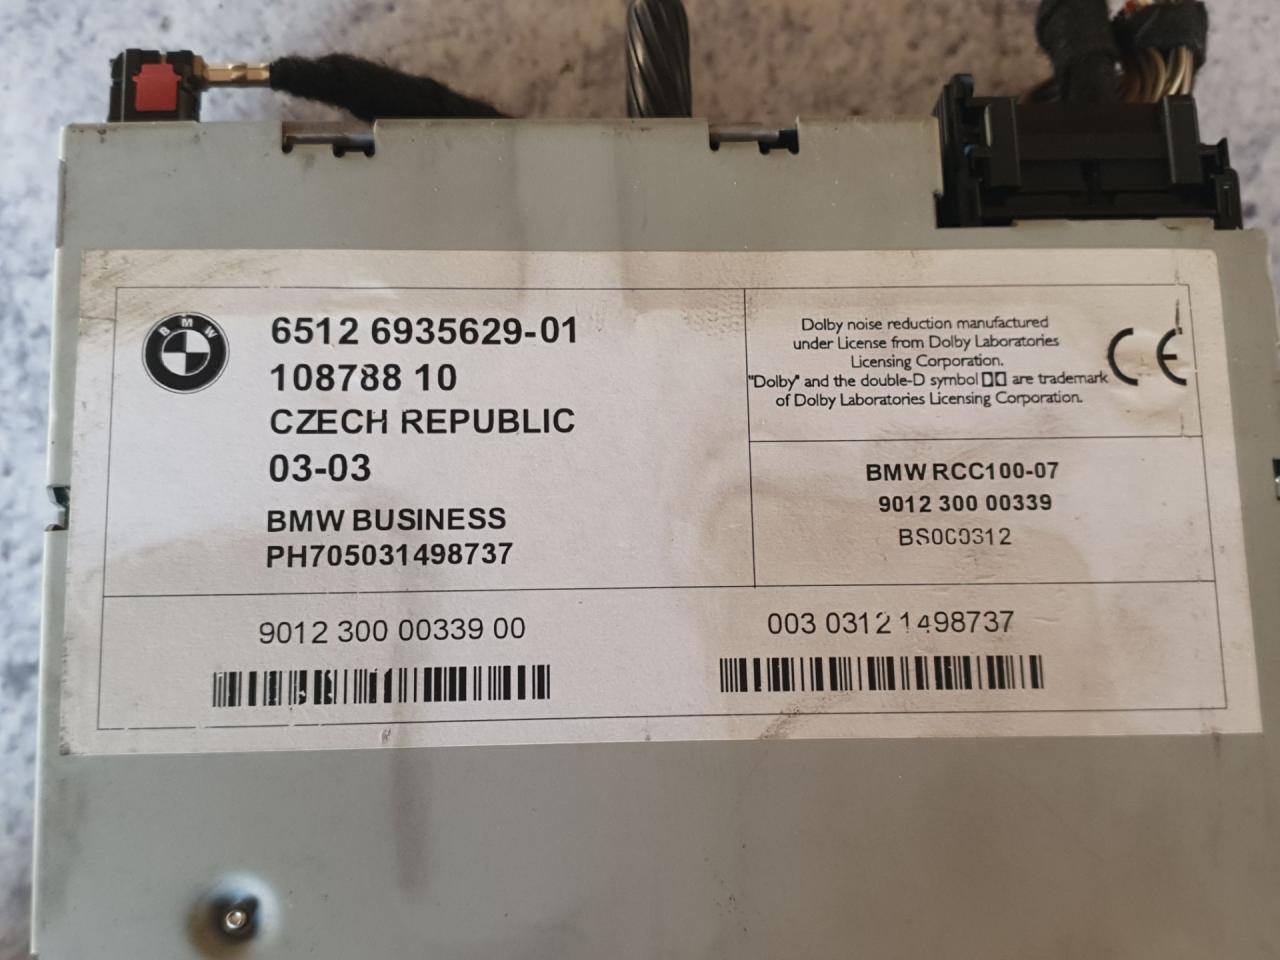 BMW
6512 6935629-01
108788 10
CZECH REPUBLIC
03-03
BMW BUSINESS
PH705031498737
Dolby noise reduction manufactured
under License from Dolby Laboratories
Licensing Corporation.
"Dolby" and the double-D symbol are trademark
of Dolby Laboratories Licensing Corporation.
CE
BMW RCC100-07
9012 300 00339
BS000312
9012 300 00339 00
003 0312 1498737